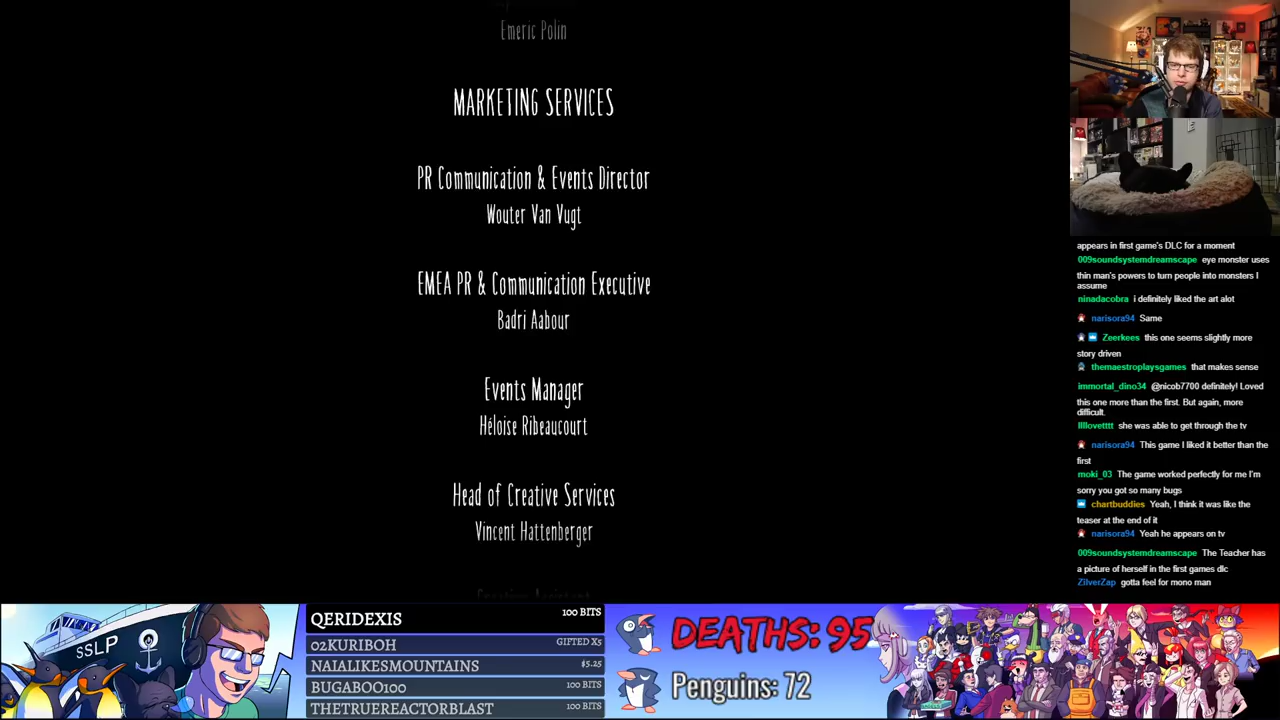 Emeric Polin
MARKETING SERVICES
PR Communication & Events Director
Wouter Van Vugt
EMEA PR & Communication Executive
Badri Aabour
Events Manager
Héloïse Ribeaucourt
Head of Creative Services
Vincent Hattenberger
Creative Assistant
appears in first game's DLC for a moment
009soundsystemdreamscape eye monster uses
thin man's powers to turn people into monsters I
assume
ninadacobra i definitely liked the art alot
narisora94 Same
Zeerkees this one seems slightly more
story driven
themaestroplaysgames that makes sense
immortal_dino34 @nicob7700 definitely! Loved
this one more than the first. But again, more
difficult.
llllovetttt she was able to get through the tv
narisora94 This game I liked it better than the
first
moki_03 The game worked perfectly for me I'm
sorry you got so many bugs
chartbuddies Yeah, I think it was like the
teaser at the end of it
narisora94 Yeah he appears on tv
009soundsystemdreamscape The Teacher has
a picture of herself in the first games dlc
ZilverZap gotta feel for mono man
SSLP
QERIDEXIS 100 BITS
02KURIBOH GIFTED X5
NAIALIKESMOUNTAINS $5.25
BUGABOO100 100 BITS
THETRUEREACTORBLAST 100 BITS
DEATHS: 95
Penguins: 72